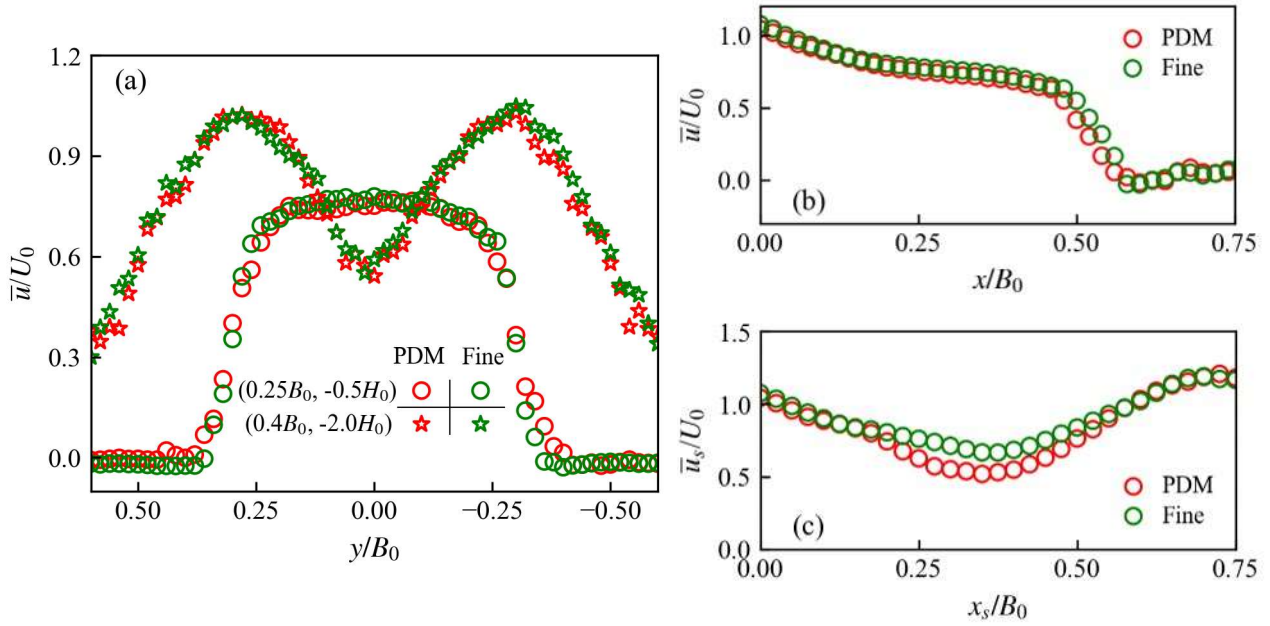 (a)
1.2
0.9
0.6
0.3
0.0
u̅/U₀
PDM Fine
(0.25B₀, -0.5H₀)
(0.4B₀, -2.0H₀)
0.50 0.25 0.00 −0.25 −0.50
y/B₀
(b)
1.0
0.5
0.0
u̅/U₀
PDM
Fine
0.00 0.25 0.50 0.75
x/B₀
(c)
1.5
1.0
0.5
0.0
u̅ₛ/U₀
PDM
Fine
0.00 0.25 0.50 0.75
xₛ/B₀